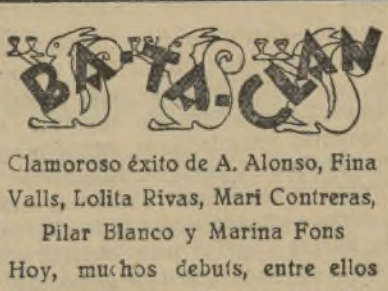 BA-TA-CLAN
Clamoroso éxito de A. Alonso, Fina
Valls, Lolita Rivas, Mari Contreras,
Pilar Blanco y Marina Fons
Hoy, muchos debuts, entre ellos